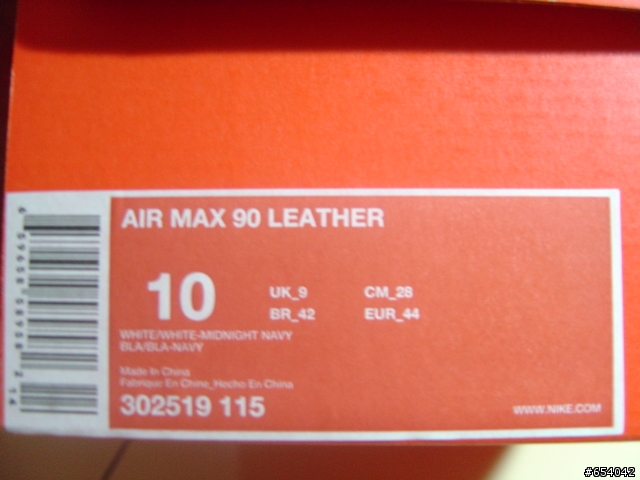 AIR MAX 90 LEATHER
10
UK_9 CM_28
BR_42 EUR_44
WHITE/WHITE-MIDNIGHT NAVY
BLA/BLA-NAVY
Made In China
Fabrique En Chine_Hecho En China
302519 115
WWW.NIKE.COM
#654042